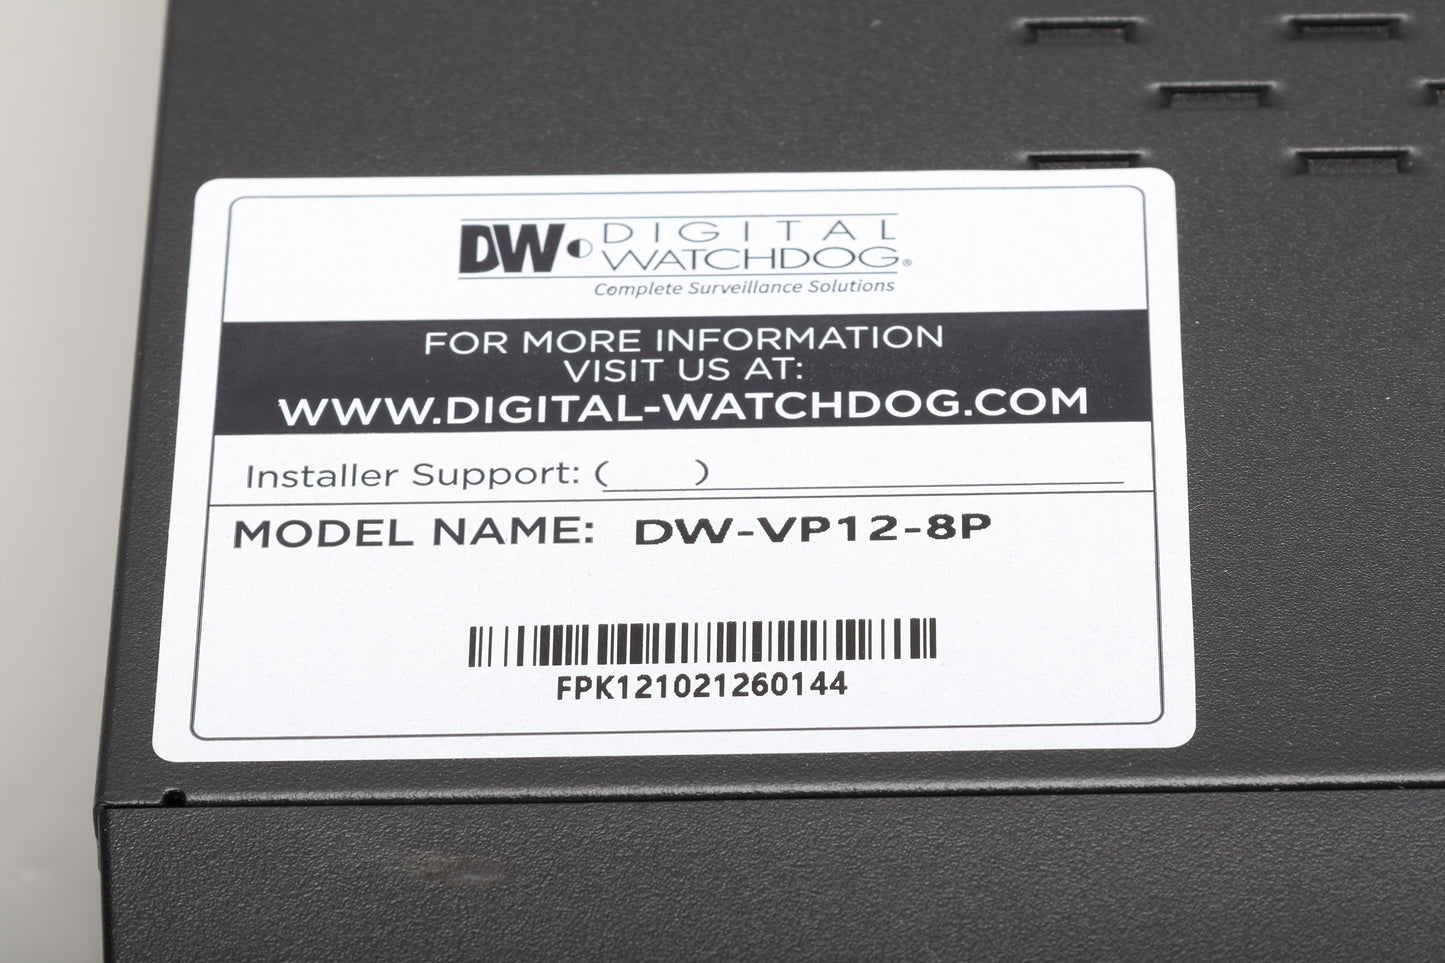 DW DIGITAL
WATCHDOG®
Complete Surveillance Solutions
FOR MORE INFORMATION
VISIT US AT:
WWW.DIGITAL-WATCHDOG.COM
Installer Support: (    )
MODEL NAME: DW-VP12-8P
FPK121021260144